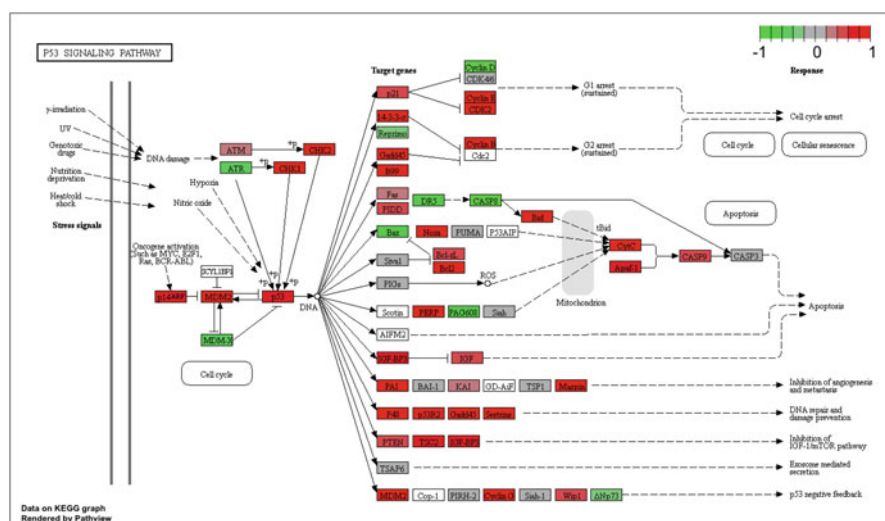 P53 SIGNALING PATHWAY
-1 0 1
Response
Target genes
Cyclin D
CDK4/6
p21
G1 arrest
(sustained)
Cyclin E
CDK2
14-3-3-σ
Reprimo
Cyclin B
Cdc2
G2 arrest
(sustained)
Gadd45
B99
Cell cycle arrest
Cell cycle
Cellular senescence
γ-irradiation
UV
Genotoxic
drugs
Nutrition
deprivation
Heat/cold
shock
Stress signals
DNA damage
ATM
+p
CHK2
ATR
+p
CHK1
Hypoxia
Nitric oxide
Oncogene activation
(Such as MYC, E2F1,
Ras, BCR-ABL)
+p
+p
+p
p14ARF
MDM2
p53
DNA
MDM-X
Cell cycle
Fas
PIDD
DR5
CASP8
Bid
tBid
Apoptosis
Bax
Noxa
PUMA
P53AIP
CytC
CASP9
CASP3
Siva1
Bcl-xL
Bcl2
Apaf-1
PIGs
ROS
Mitochondrion
Scotin
PERP
PAG608
Siah
Apoptosis
AIFM2
IGF-BP3
IGF
PAI
BAI-1
KAI
GD-AiF
TSP1
Maspin
Inhibition of angiogenesis
and metastasis
P48
p53R2
Gadd45
Sestrins
DNA repair and
damage prevention
PTEN
TSC2
IGF-BP3
Inhibition of
IGF-1/mTOR pathway
TSAP6
Exosome mediated
secretion
MDM2
Cop-1
PIRH-2
Cyclin G
Siah-1
Wip1
ΔNp73
p53 negative feedback
Data on KEGG graph
Rendered by Pathview